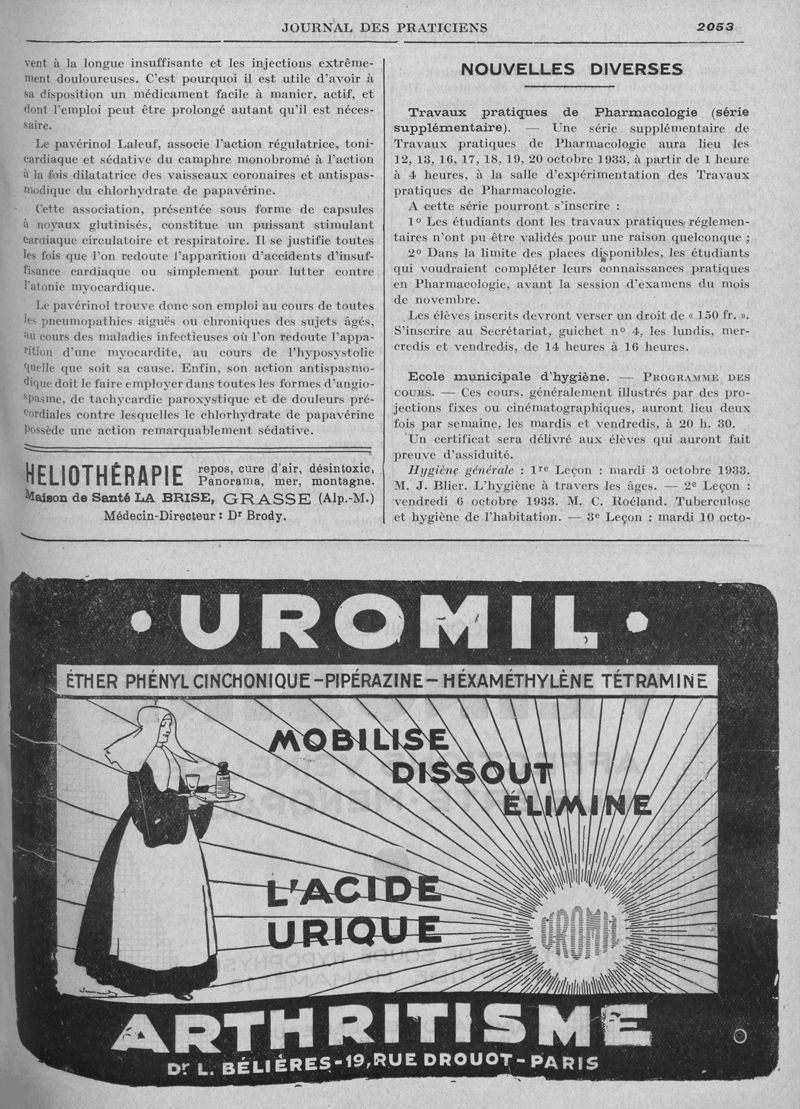 JOURNAL DES PRATICIENS
2053
vent à la longue insuffisante et les injections extrême-
ment douloureuses. C'est pourquoi il est utile d'avoir à
sa disposition un médicament facile à manier, actif, et
dont l'emploi peut être prolongé autant qu'il est néces-
saire.
Le pavérinol Laleuf, associe l'action régulatrice, toni-
cardiaque et sédative du camphre monobromé à l'action
à la fois dilatatrice des vaisseaux coronaires et antispas-
modique du chlorhydrate de papavérine.
Cette association, présentée sous forme de capsules
à noyaux glutinisés, constitue un puissant stimulant
cardiaque circulatoire et respiratoire. Il se justifie toutes
les fois que l'on redoute l'apparition d'accidents d'insuf-
fisance cardiaque ou simplement pour lutter contre
l'atonie myocardique.
Le pavérinol trouve donc son emploi au cours de toutes
les pneumopathies aiguës ou chroniques des sujets âgés,
au cours des maladies infectieuses où l'on redoute l'appa-
rition d'une myocardite, au cours de l'hyposystolie
quelle que soit sa cause. Enfin, son action antispasmo-
dique doit le faire employer dans toutes les formes d'angio-
spasme, de tachycardie paroxystique et de douleurs pré-
cordiales contre lesquelles le chlorhydrate de papavérine
possède une action remarquablement sédative.
HELIOTHÉRAPIE repos, cure d'air, désintoxic,
Panorama, mer, montagne.
Maison de Santé LA BRISE, GRASSE (Alp.-M.)
Médecin-Directeur : Dr Brody.
NOUVELLES DIVERSES
Travaux pratiques de Pharmacologie (série
supplémentaire). — Une série supplémentaire de
Travaux pratiques de Pharmacologie aura lieu les
12, 13, 16, 17, 18, 19, 20 octobre 1933, à partir de 1 heure
à 4 heures, à la salle d'expérimentation des Travaux
pratiques de Pharmacologie.
A cette série pourront s'inscrire :
1o Les étudiants dont les travaux pratiques réglemen-
taires n'ont pu être validés pour une raison quelconque ;
2o Dans la limite des places disponibles, les étudiants
qui voudraient compléter leurs connaissances pratiques
en Pharmacologie, avant la session d'examens du mois
de novembre.
Les élèves inscrits devront verser un droit de « 150 fr. ».
S'inscrire au Secrétariat, guichet no 4, les lundis, mer-
credis et vendredis, de 14 heures à 16 heures.
Ecole municipale d'hygiène. — PROGRAMME DES
COURS. — Ces cours, généralement illustrés par des pro-
jections fixes ou cinématographiques, auront lieu deux
fois par semaine, les mardis et vendredis, à 20 h. 30.
Un certificat sera délivré aux élèves qui auront fait
preuve d'assiduité.
Hygiène générale : 1re Leçon : mardi 3 octobre 1933.
M. J. Blier. L'hygiène à travers les âges. — 2e Leçon :
vendredi 6 octobre 1933. M. C. Roéland. Tuberculose
et hygiène de l'habitation. — 3e Leçon : mardi 10 octo-
• UROMIL •
ÉTHER PHÉNYL CINCHONIQUE-PIPÉRAZINE-HÉXAMÉTHYLÈNE TÉTRAMINE
MOBILISE
DISSOUT
ÉLIMINE
L'ACIDE
URIQUE
UROMIL
ARTHRITISME
Dr L. BÉLIÈRES-19, RUE DROUOT-PARIS